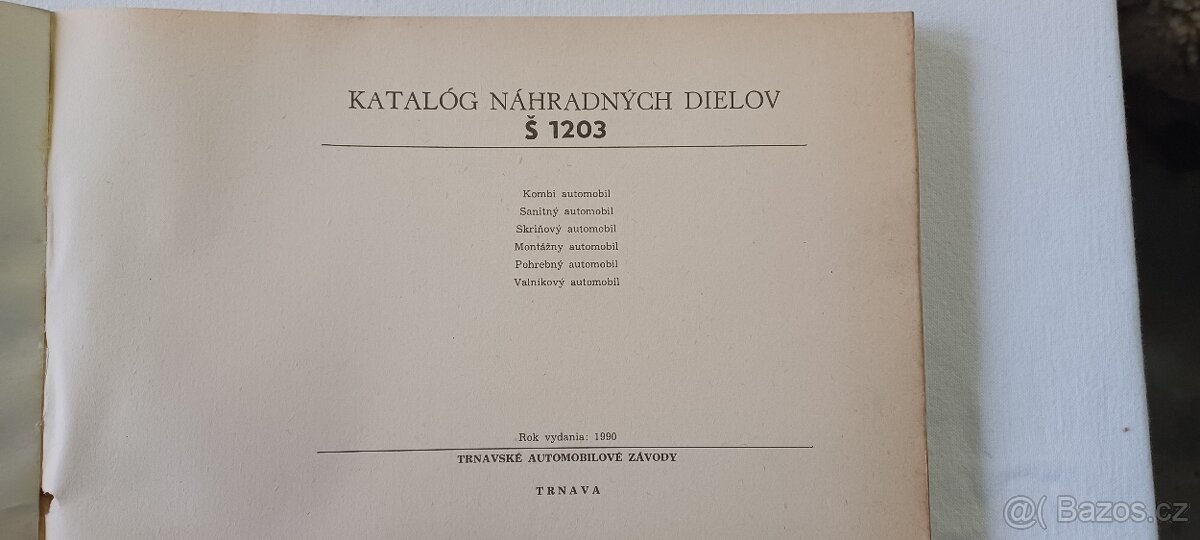 KATALÓG NÁHRADNÝCH DIELOV
Š 1203
Kombi automobil
Sanitný automobil
Skriňový automobil
Montážny automobil
Pohrebný automobil
Valníkový automobil
Rok vydania: 1990
TRNAVSKÉ AUTOMOBILOVÉ ZÁVODY
TRNAVA
@( Bazos.cz